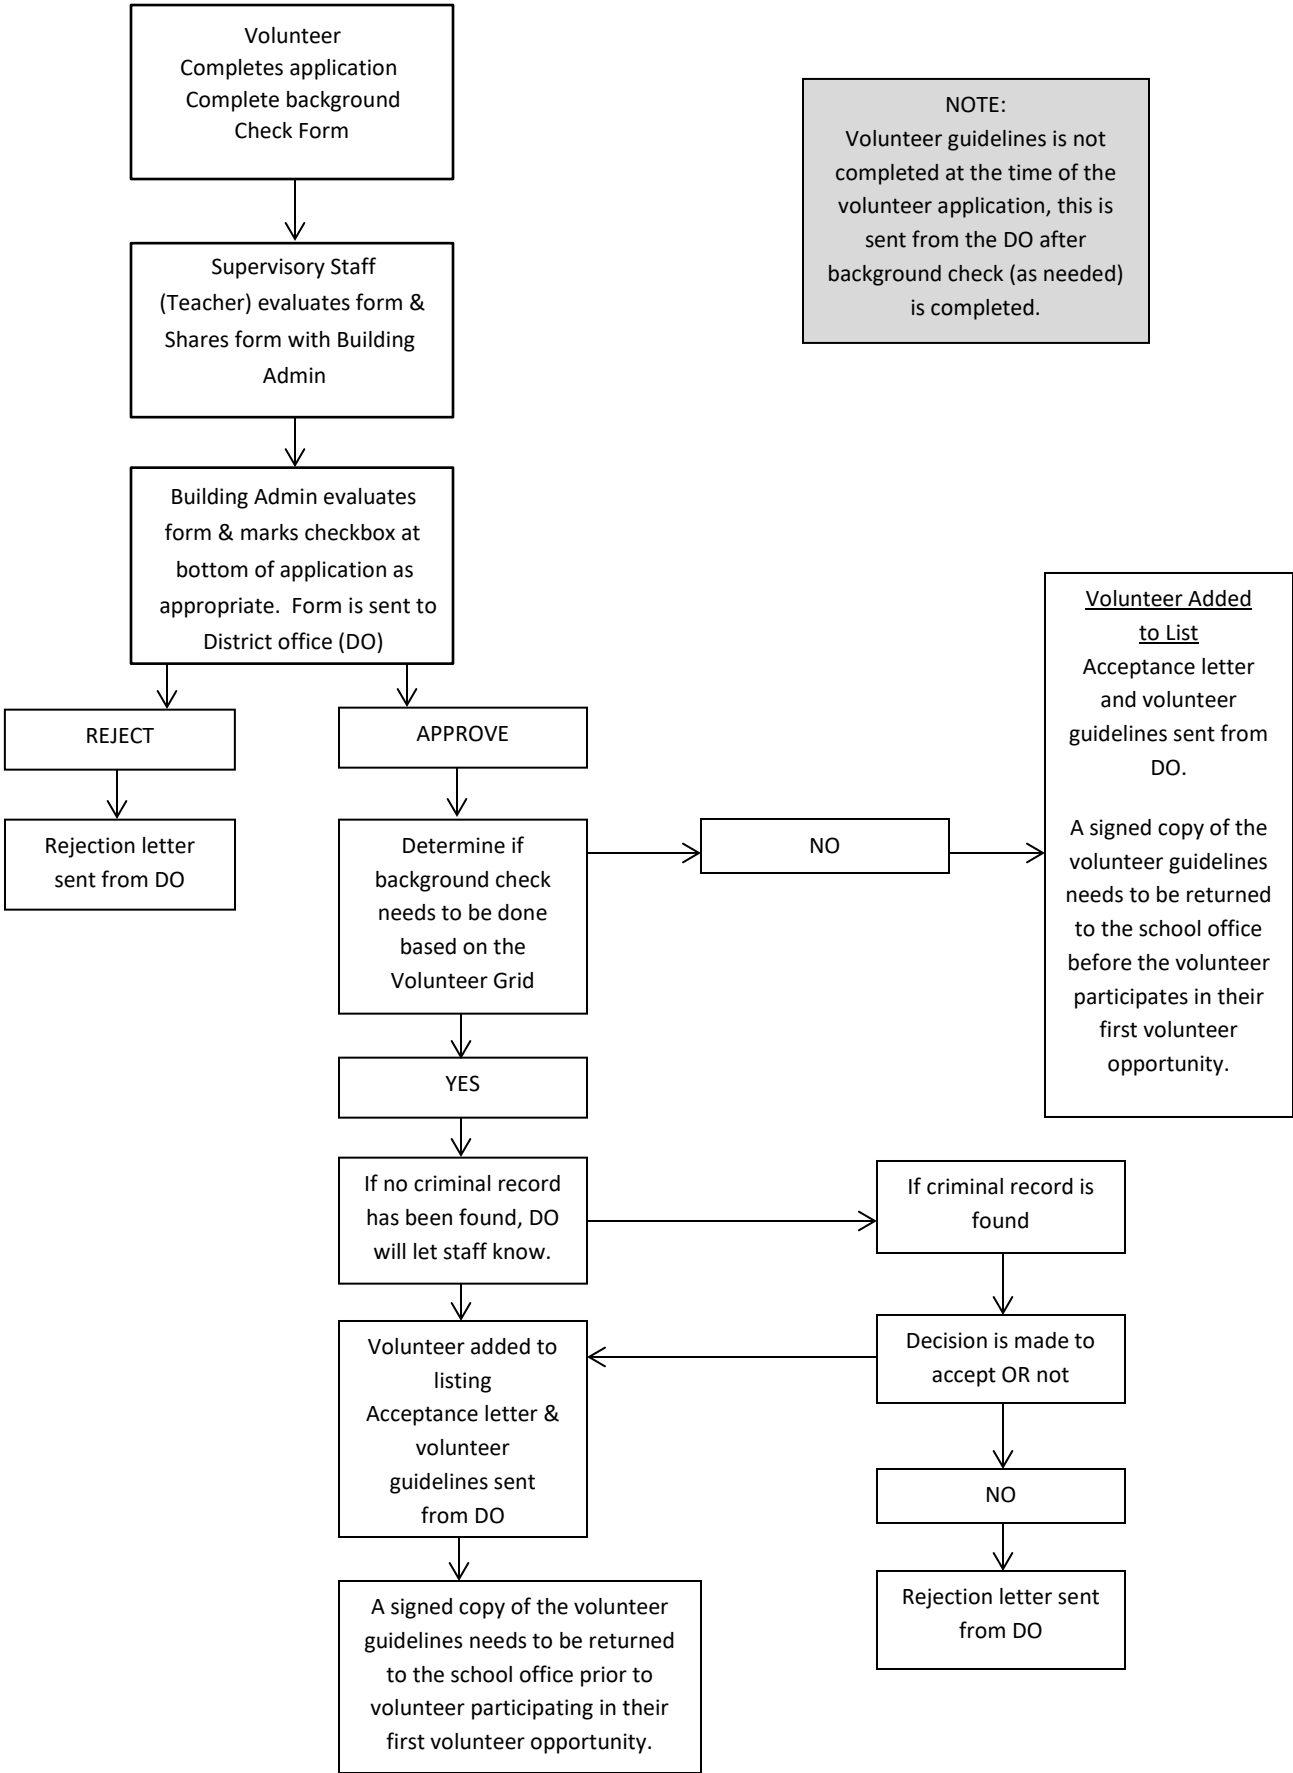 Volunteer
Completes application
Complete background
Check Form
NOTE:
Volunteer guidelines is not
completed at the time of the
volunteer application, this is
sent from the DO after
background check (as needed)
is completed.
Supervisory Staff
(Teacher) evaluates form &
Shares form with Building
Admin
Building Admin evaluates
form & marks checkbox at
bottom of application as
appropriate.  Form is sent to
District office (DO)
REJECT
APPROVE
Rejection letter
sent from DO
Determine if
background check
needs to be done
based on the
Volunteer Grid
NO
Volunteer Added
to List
Acceptance letter
and volunteer
guidelines sent from
DO.
A signed copy of the
volunteer guidelines
needs to be returned
to the school office
before the volunteer
participates in their
first volunteer
opportunity.
YES
If no criminal record
has been found, DO
will let staff know.
If criminal record is
found
Volunteer added to
listing
Acceptance letter &
volunteer
guidelines sent
from DO
Decision is made to
accept OR not
NO
Rejection letter sent
from DO
A signed copy of the volunteer
guidelines needs to be returned
to the school office prior to
volunteer participating in their
first volunteer opportunity.